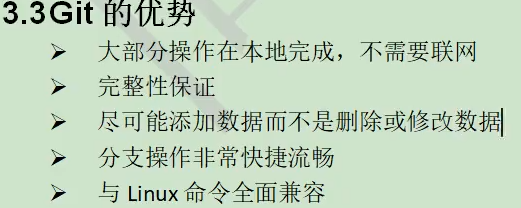 3.3Git 的优势
➢ 大部分操作在本地完成，不需要联网
➢ 完整性保证
➢ 尽可能添加数据而不是删除或修改数据
➢ 分支操作非常快捷流畅
➢ 与 Linux 命令全面兼容